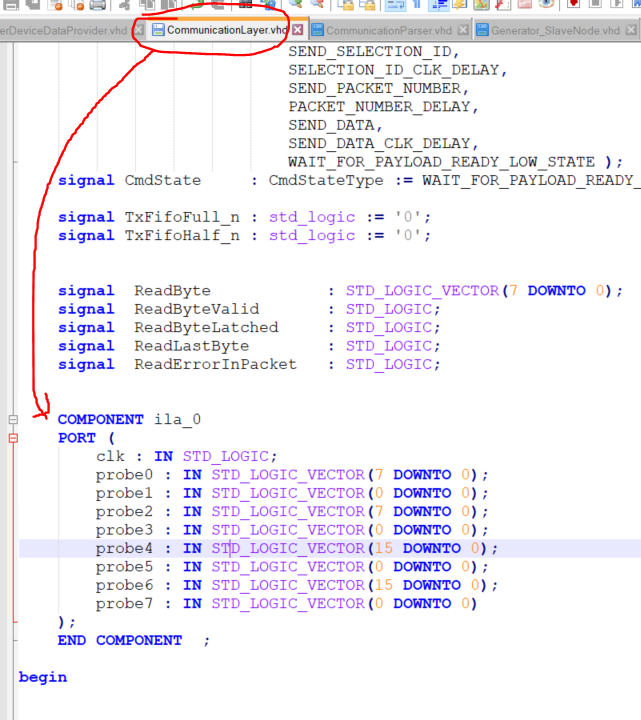 erDeviceDataProvider.vhd CommunicationLayer.vhd CommunicationParser.vhd Generator_SlaveNode.vhd
SEND_SELECTION_ID,
SELECTION_ID_CLK_DELAY,
SEND_PACKET_NUMBER,
PACKET_NUMBER_DELAY,
SEND_DATA,
SEND_DATA_CLK_DELAY,
WAIT_FOR_PAYLOAD_READY_LOW_STATE );
signal CmdState : CmdStateType := WAIT_FOR_PAYLOAD_READY_
signal TxFifoFull_n : std_logic := '0';
signal TxFifoHalf_n : std_logic := '0';
signal ReadByte : STD_LOGIC_VECTOR(7 DOWNTO 0);
signal ReadByteValid : STD_LOGIC;
signal ReadByteLatched : STD_LOGIC;
signal ReadLastByte : STD_LOGIC;
signal ReadErrorInPacket : STD_LOGIC;
COMPONENT ila_0
PORT (
clk : IN STD_LOGIC;
probe0 : IN STD_LOGIC_VECTOR(7 DOWNTO 0);
probe1 : IN STD_LOGIC_VECTOR(0 DOWNTO 0);
probe2 : IN STD_LOGIC_VECTOR(7 DOWNTO 0);
probe3 : IN STD_LOGIC_VECTOR(0 DOWNTO 0);
probe4 : IN STD_LOGIC_VECTOR(15 DOWNTO 0);
probe5 : IN STD_LOGIC_VECTOR(0 DOWNTO 0);
probe6 : IN STD_LOGIC_VECTOR(15 DOWNTO 0);
probe7 : IN STD_LOGIC_VECTOR(0 DOWNTO 0)
);
END COMPONENT ;
begin